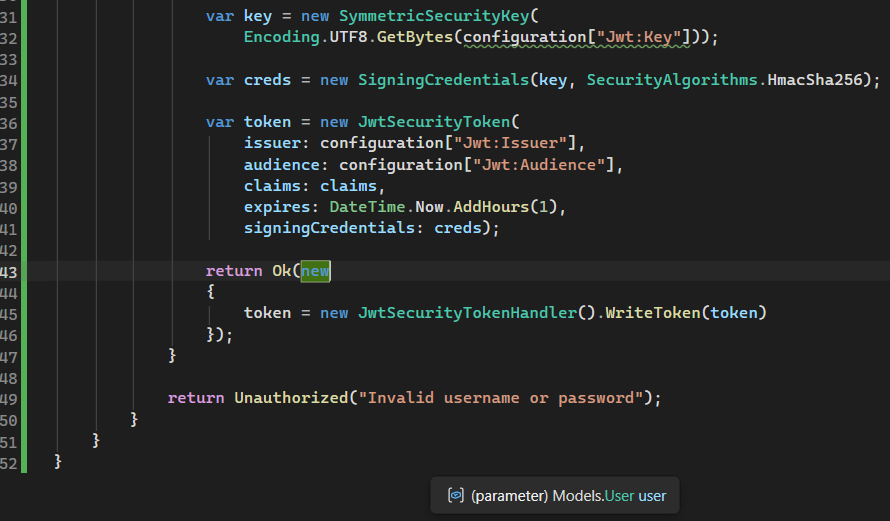 31 var key = new SymmetricSecurityKey(
32 Encoding.UTF8.GetBytes(configuration["Jwt:Key"]));
33
34 var creds = new SigningCredentials(key, SecurityAlgorithms.HmacSha256);
35
36 var token = new JwtSecurityToken(
37 issuer: configuration["Jwt:Issuer"],
38 audience: configuration["Jwt:Audience"],
39 claims: claims,
40 expires: DateTime.Now.AddHours(1),
41 signingCredentials: creds);
42
43 return Ok(new
44 {
45 token = new JwtSecurityTokenHandler().WriteToken(token)
46 });
47 }
48
49 return Unauthorized("Invalid username or password");
50 }
51 }
52 }
(parameter) Models.User user